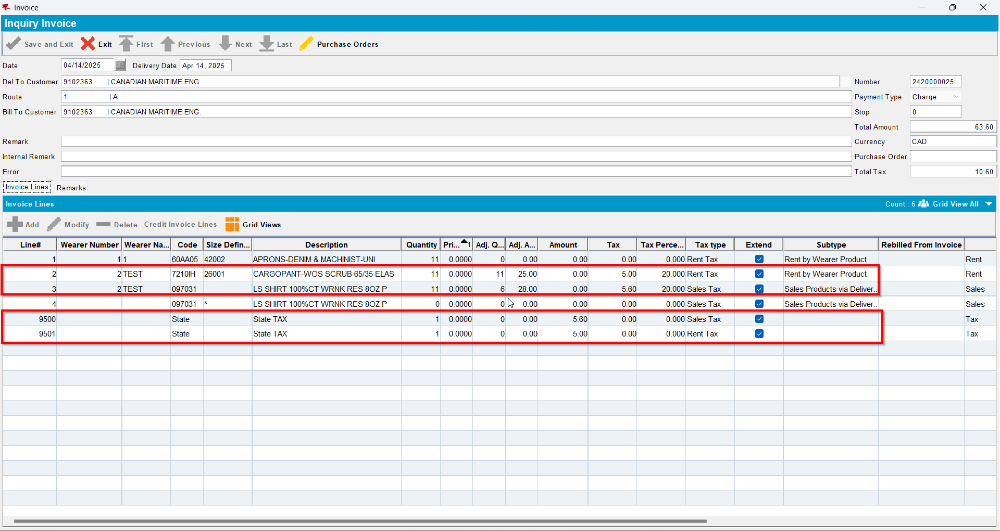 Invoice
Inquiry Invoice
Save and Exit Exit First Previous Next Last Purchase Orders
Date 04/14/2025 Delivery Date Apr 14, 2025
Del To Customer 9102363 | CANADIAN MARITIME ENG. ... Number 2420000025
Route 1 | A Payment Type Charge
Bill To Customer 9102363 | CANADIAN MARITIME ENG. Stop 0
Total Amount 63.60
Remark Currency CAD
Internal Remark Purchase Order
Error Total Tax 10.60
Invoice Lines Remarks
Invoice Lines Count : 6 Grid View All
Add Modify Delete Credit Invoice Lines Grid Views
Line# Wearer Number Wearer Na... Code Size Defin... Description Quantity Pri... 1 Adj. Q... Adj. A... Amount Tax Tax Perce... Tax type Extend Subtype Rebilled From Invoice
1 1 1 60AA05 42002 APRONS-DENIM & MACHINIST-UNI 11 0.0000 0 0.00 0.00 0.00 0.000 Rent Tax Rent by Wearer Product Rent
2 2 TEST 7210IH 26001 CARGOPANT-WOS SCRUB 65/35 ELAS 11 0.0000 11 25.00 0.00 5.00 20.000 Rent Tax Rent by Wearer Product Rent
3 2 TEST 097031 LS SHIRT 100%CT WRNK RES 8OZ P 11 0.0000 6 28.00 0.00 5.60 20.000 Sales Tax Sales Products via Deliver... Sales
4 097031 * LS SHIRT 100%CT WRNK RES 8OZ P 0 0.0000 0 0.00 0.00 0.00 0.000 Sales Tax Sales Products via Deliver... Sales
9500 State State TAX 1 0.0000 0 0.00 5.60 0.00 0.000 Sales Tax Tax
9501 State State TAX 1 0.0000 0 0.00 5.00 0.00 0.000 Rent Tax Tax